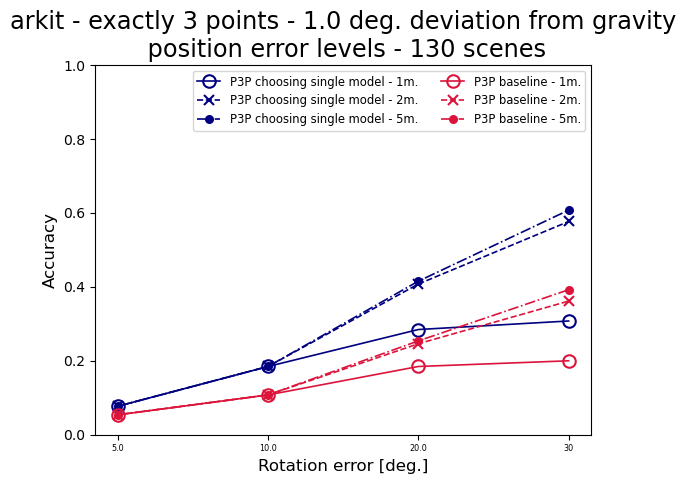 arkit - exactly 3 points - 1.0 deg. deviation from gravity
position error levels - 130 scenes
1.0
0.8
0.6
0.4
0.2
0.0
Accuracy
P3P choosing single model - 1m.
P3P choosing single model - 2m.
P3P choosing single model - 5m.
P3P baseline - 1m.
P3P baseline - 2m.
P3P baseline - 5m.
5.0
10.0
20.0
30
Rotation error [deg.]